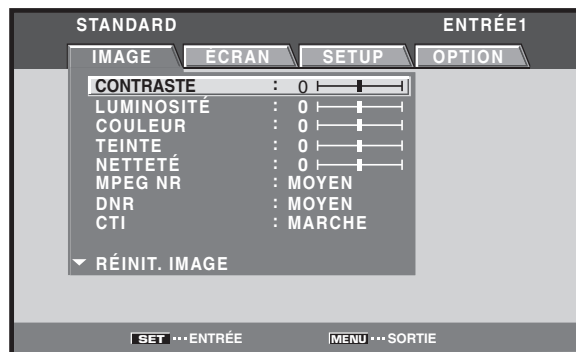 STANDARD ENTRÉE1
IMAGE ÉCRAN SETUP OPTION
CONTRASTE : 0
LUMINOSITÉ : 0
COULEUR : 0
TEINTE : 0
NETTETÉ : 0
MPEG NR : MOYEN
DNR : MOYEN
CTI : MARCHE
RÉINIT. IMAGE
SET ··· ENTRÉE MENU ··· SORTIE